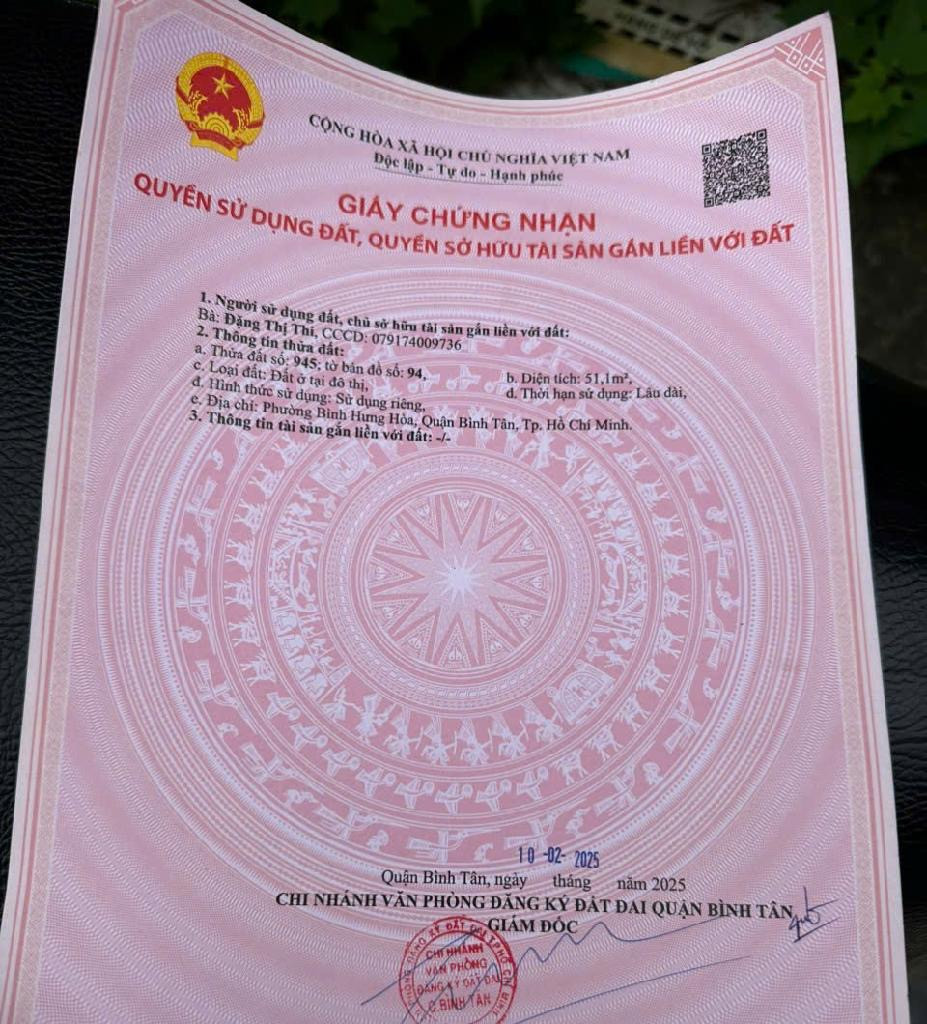 CỘNG HÒA XÃ HỘI CHỦ NGHĨA VIỆT NAM
Độc lập - Tự do - Hạnh phúc
GIẤY CHỨNG NHẬN
QUYỀN SỬ DỤNG ĐẤT, QUYỀN SỞ HỮU TÀI SẢN GẮN LIỀN VỚI ĐẤT
1. Người sử dụng đất, chủ sở hữu tài sản gắn liền với đất:
Bà: Đặng Thị Thi, CCCD: 079174009736
2. Thông tin thửa đất:
a. Thửa đất số: 945; tờ bản đồ số: 94, b. Diện tích: 51,1m²,
c. Loại đất: Đất ở tại đô thị, d. Thời hạn sử dụng: Lâu dài,
đ. Hình thức sử dụng: Sử dụng riêng,
e. Địa chỉ: Phường Bình Hưng Hòa, Quận Bình Tân, Tp. Hồ Chí Minh.
3. Thông tin tài sản gắn liền với đất: -/-
10 -02- 2025
Quận Bình Tân, ngày tháng năm 2025
CHI NHÁNH VĂN PHÒNG ĐĂNG KÝ ĐẤT ĐAI QUẬN BÌNH TÂN
GIÁM ĐỐC
CHI NHÁNH
VĂN PHÒNG
ĐĂNG KÝ ĐẤT ĐAI
Q.BÌNH TÂN